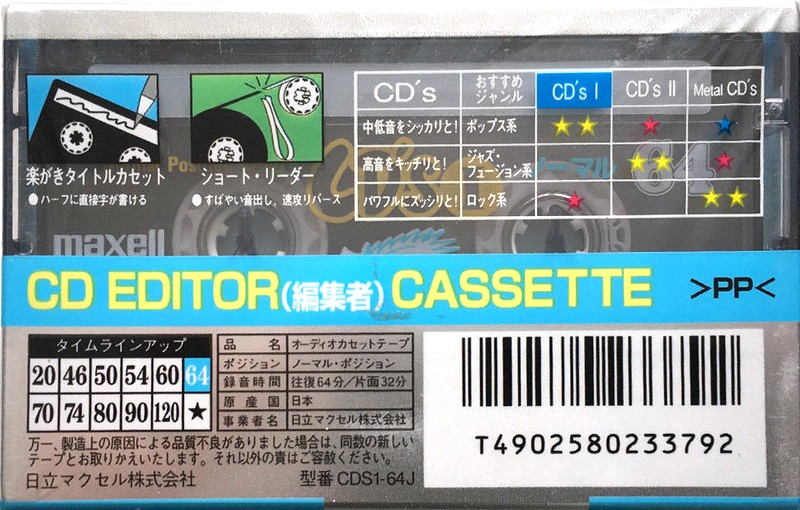 CD's
おすすめジャンル
CD's I
CD's II
Metal CD's
中低音をシッカリと!
ポップス系
★★
★
★
高音をキッチリと!
ジャズ・フュージョン系
★★
★
パワフルにズッシリと!
ロック系
★
★★
楽がきタイトルカセット
●ハーフに直接字が書ける
ショート・リーダー
●すばやい音出し、速攻リバース
Pos
ノーマル
64
maxell
CD EDITOR(編集者)CASSETTE
>PP<
タイムラインアップ
20 46 50 54 60 64
70 74 80 90 120 ★
品名 オーディオカセットテープ
ポジション ノーマル・ポジション
録音時間 往復64分/片面32分
原産国 日本
事業者名 日立マクセル株式会社
万一、製造上の原因による品質不良がありました場合は、同数の新しい
テープとお取りかえいたします。それ以外の責はご容赦ください。
日立マクセル株式会社
型番 CDS1-64J
T4902580233792